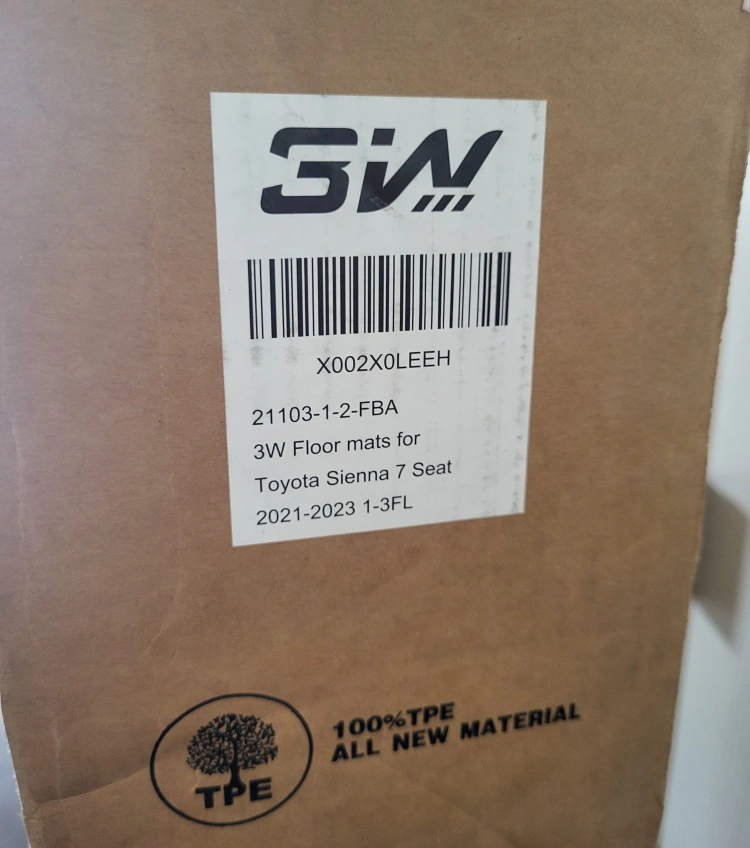 3W
X002X0LEEH
21103-1-2-FBA
3W Floor mats for
Toyota Sienna 7 Seat
2021-2023 1-3FL
TPE
100%TPE
ALL NEW MATERIAL